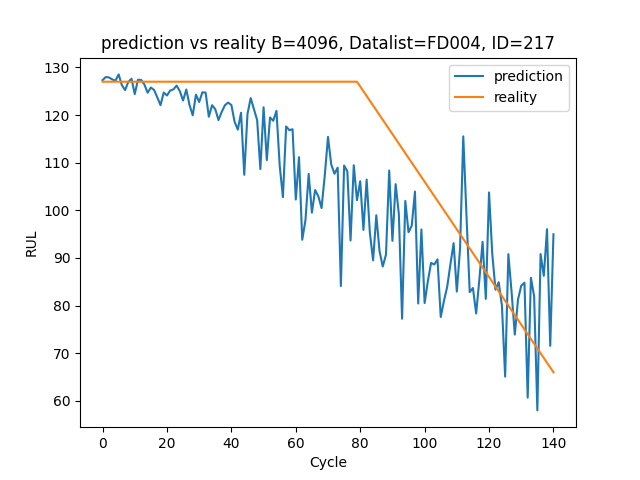 prediction vs reality B=4096, Datalist=FD004, ID=217
prediction
reality
130
120
110
100
90
80
70
60
RUL
0 20 40 60 80 100 120 140
Cycle